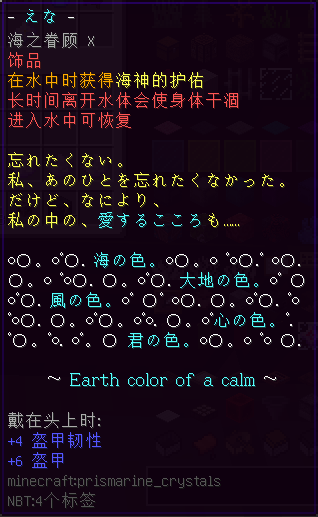 - えな -
海之眷顾 X
饰品
在水中时获得海神的护佑
长时间离开水体会使身体干涸
进入水中可恢复
忘れたくない。
私、あのひとを忘れたくなかった。
だけど、なにより、
私の中の、愛するこころも……
○○。○○.海の色。○○。○ ○○.○ ○○.
○。○ ○○. ○。○○. 大地の色。○○ ○
○○. 風の色。○○ ○ ○○. ○。○○. ○○
○○. ○。○○. ○。○心の色。○.
○。○.○. ○ 君の色。○○. ○ ○○.
~ Earth color of a calm ~
戴在头上时:
+4 盔甲韧性
+6 盔甲
minecraft:prismarine_crystals
NBT:4个标签